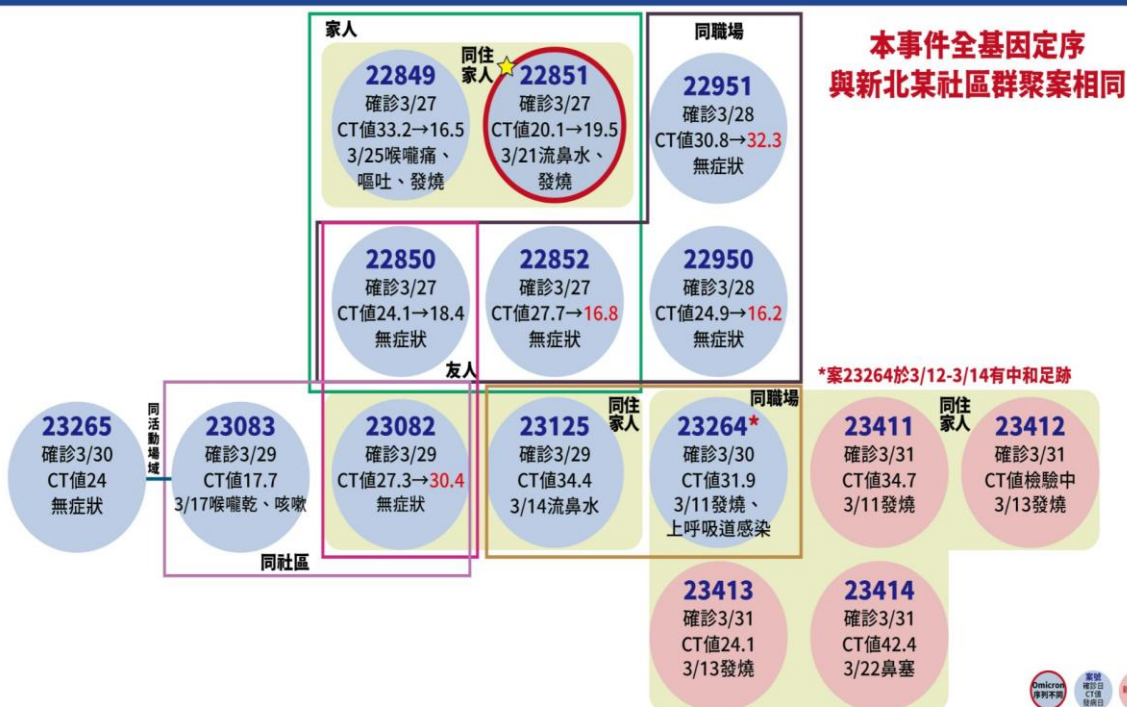 家人
同職場
本事件全基因定序
與新北某社區群聚案相同
同住
家人
22849
確診3/27
CT值33.2→16.5
3/25喉嚨痛、
嘔吐、發燒
22851
確診3/27
CT值20.1→19.5
3/21流鼻水、
發燒
22951
確診3/28
CT值30.8→32.3
無症狀
22850
確診3/27
CT值24.1→18.4
無症狀
22852
確診3/27
CT值27.7→16.8
無症狀
22950
確診3/28
CT值24.9→16.2
無症狀
友人
*案23264於3/12-3/14有中和足跡
23265
確診3/30
CT值24
無症狀
同活動場域
23083
確診3/29
CT值17.7
3/17喉嚨乾、咳嗽
同社區
23082
確診3/29
CT值27.3→30.4
無症狀
23125
確診3/29
CT值34.4
3/14流鼻水
同住
家人
同職場
23264*
確診3/30
CT值31.9
3/11發燒、
上呼吸道感染
23411
確診3/31
CT值34.7
3/11發燒
同住
家人
23412
確診3/31
CT值檢驗中
3/13發燒
23413
確診3/31
CT值24.1
3/13發燒
23414
確診3/31
CT值42.4
3/22鼻塞
Omicron
序列不同
案號
確診日
CT值
發病日